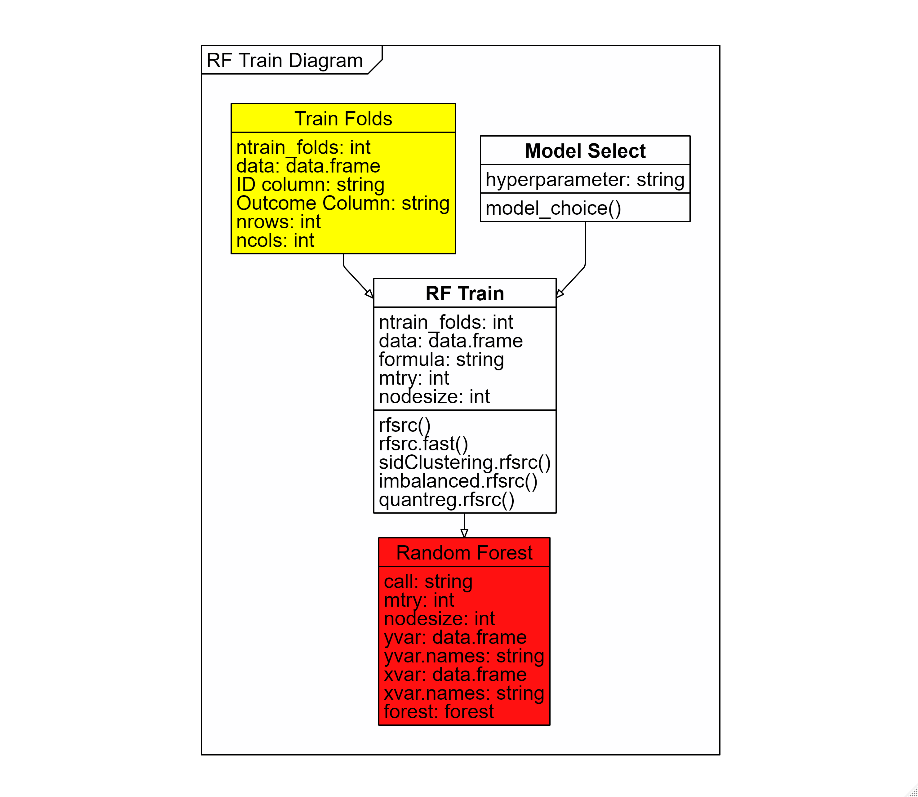 RF Train Diagram
Train Folds
ntrain_folds: int
data: data.frame
ID column: string
Outcome Column: string
nrows: int
ncols: int
Model Select
hyperparameter: string
model_choice()
RF Train
ntrain_folds: int
data: data.frame
formula: string
mtry: int
nodesize: int
rfsrc()
rfsrc.fast()
sidClustering.rfsrc()
imbalanced.rfsrc()
quantreg.rfsrc()
Random Forest
call: string
mtry: int
nodesize: int
yvar: data.frame
yvar.names: string
xvar: data.frame
xvar.names: string
forest: forest